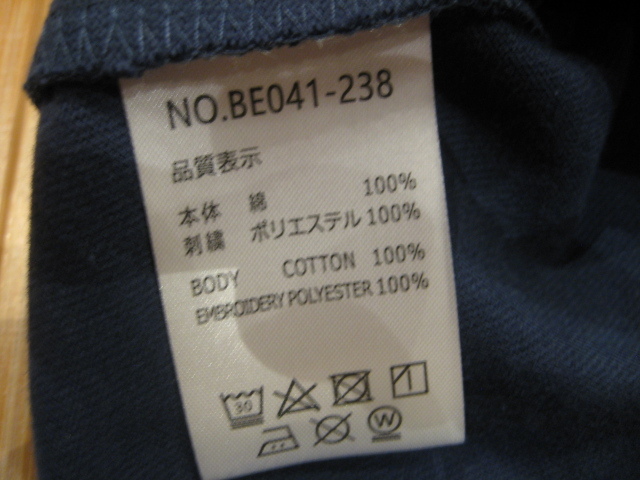 NO.BE041-238
品質表示
本体 綿 100%
刺繍 ポリエステル 100%
BODY COTTON 100%
EMBROIDERY POLYESTER 100%
30
W